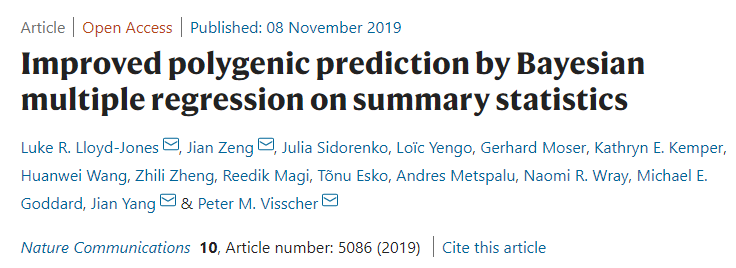 Article | Open Access | Published: 08 November 2019
Improved polygenic prediction by Bayesian
multiple regression on summary statistics
Luke R. Lloyd-Jones, Jian Zeng, Julia Sidorenko, Loïc Yengo, Gerhard Moser, Kathryn E. Kemper,
Huanwei Wang, Zhili Zheng, Reedik Magi, Tõnu Esko, Andres Metspalu, Naomi R. Wray, Michael E.
Goddard, Jian Yang & Peter M. Visscher
Nature Communications 10, Article number: 5086 (2019) | Cite this article